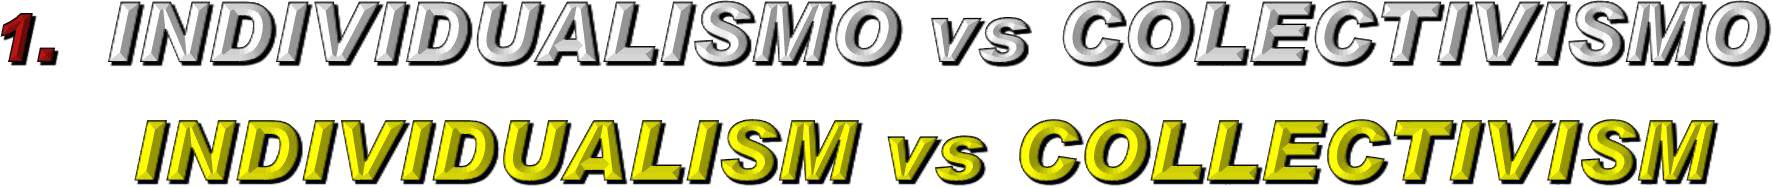 1. INDIVIDUALISMO vs COLECTIVISMO
INDIVIDUALISM vs COLLECTIVISM